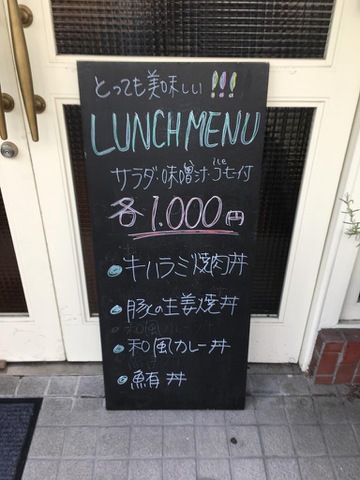 とっても美味しい!!!
LUNCH MENU
サラダ・味噌汁・コーヒー付
各1.000円
・牛ハラミ焼肉丼
・豚の生姜焼丼
・和風カレー丼
・鮪丼